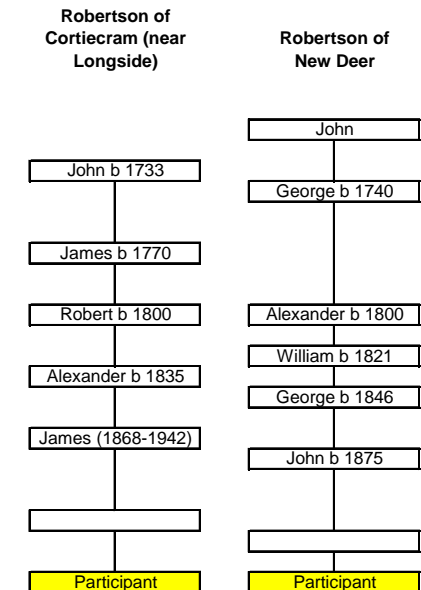 Robertson of
Cortiecram (near
Longside)
John b 1733
James b 1770
Robert b 1800
Alexander b 1835
James (1868-1942)
Participant
Robertson of
New Deer
John
George b 1740
Alexander b 1800
William b 1821
George b 1846
John b 1875
Participant